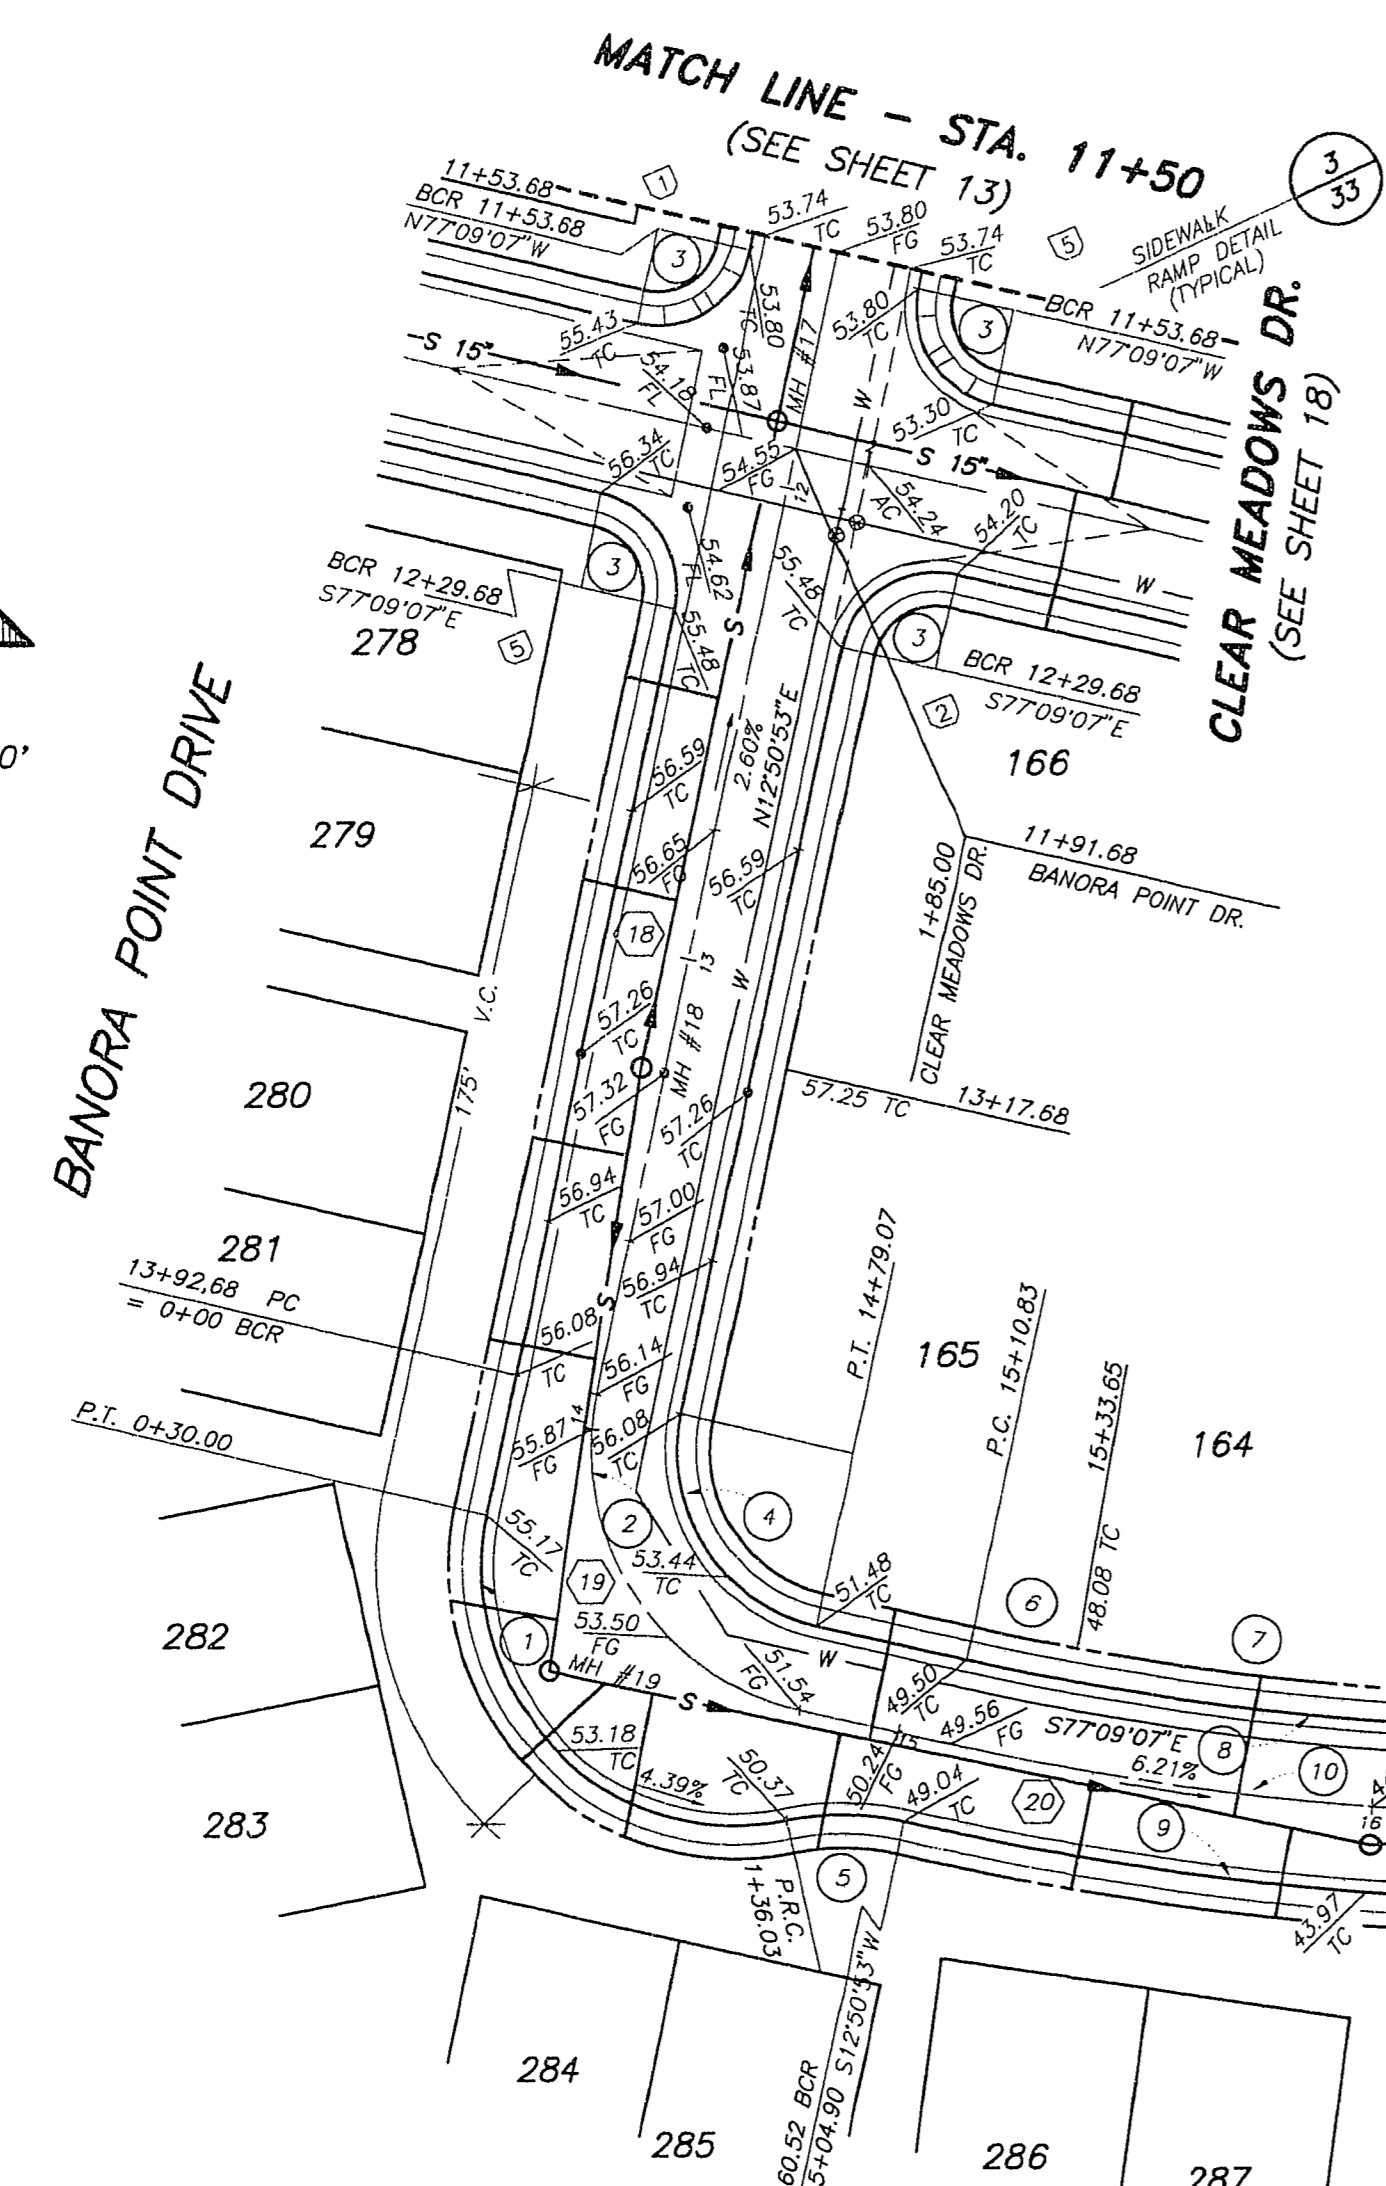 MATCH LINE - STA. 11+50
(SEE SHEET 13)
3
33
11+53.68
BCR 11+53.68
N77°09'07"W
1
3
53.74
TC
53.80
FG
53.74
TC
5
SIDEWALK
RAMP DETAIL
(TYPICAL)
BCR 11+53.68
N77°09'07"W
3
CLEAR MEADOWS DR.
(SEE SHEET 18)
S 15"
55.43
TC
54.18
FL
53.80
TC
53.87
FL
MH #17
53.80
TC
W
53.30
TC
56.34
TC
54.55
FG
12
S 15"
54.24
AC
54.20
TC
3
BCR 12+29.68
S77°09'07"E
5
54.62
FL
55.48
TC
S
55.48
TC
W
3
BCR 12+29.68
S77°09'07"E
2
278
166
BANORA POINT DRIVE
0'
279
56.59
TC
2.60%
N12°50'53"E
56.65
FG
56.59
TC
1+85.00
CLEAR MEADOWS DR.
11+91.68
BANORA POINT DR.
18
13
W
V.C.
175'
57.26
TC
MH #18
57.32
FG
57.26
TC
57.25 TC
13+17.68
280
56.94
TC
57.00
FG
281
13+92.68 PC
= 0+00 BCR
S
56.94
TC
56.08
TC
56.14
FG
P.T. 14+79.07
165
P.C. 15+10.83
15+33.65
48.08 TC
164
P.T. 0+30.00
14
55.87
FG
56.08
TC
55.17
TC
2
4
19
53.44
TC
51.48
TC
6
7
282
1
53.50
FG
MH #19
S
51.54
FG
W
49.50
TC
49.56
FG
S77°09'07"E
6.21%
8
10
53.18
TC
4.39%
50.37
TC
15
50.24
FG
49.04
TC
20
9
16
283
5
P.R.C.
1+36.03
43.97
TC
284
285
60.52 BCR
5+04.90 S12°50'53"W
286
287